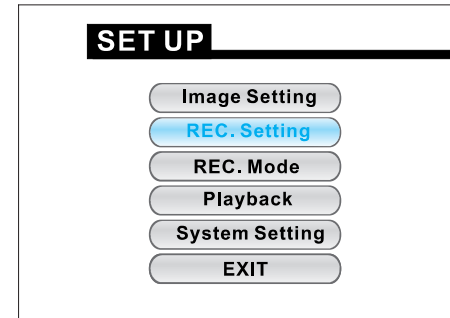 SET UP
Image Setting
REC. Setting
REC. Mode
Playback
System Setting
EXIT